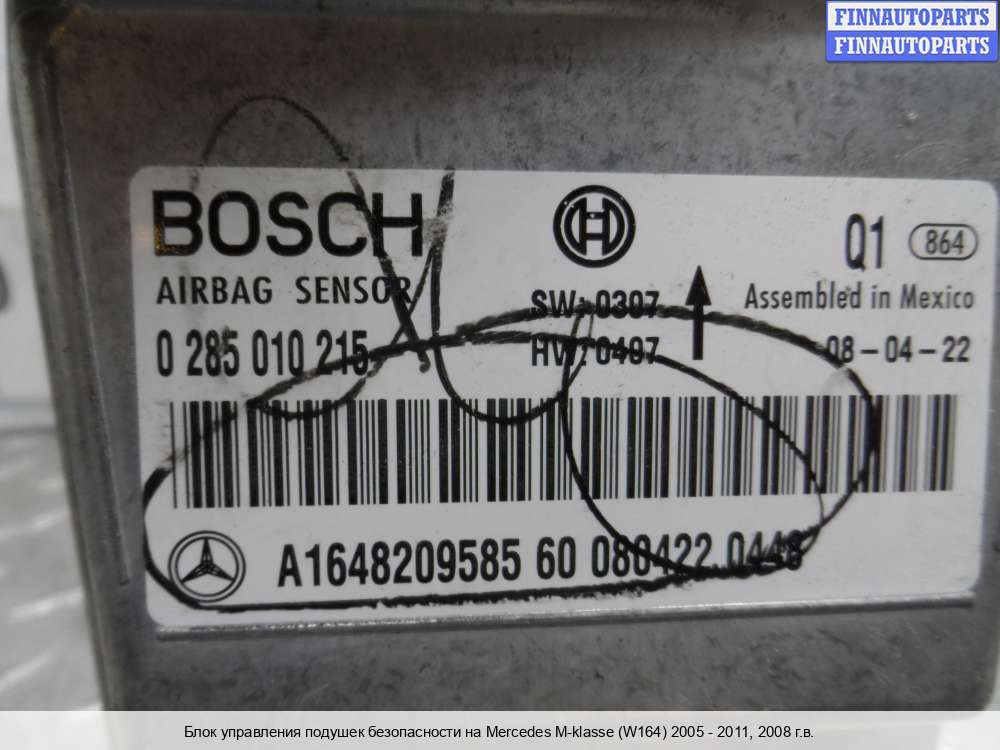 FINNAUTOPARTS
FINNAUTOPARTS
BOSCH
Q1 864
AIRBAG SENSOR
SW: 0307
Assembled in Mexico
0 285 010 215
HW: 0407
08-04-22
A1648209585 60 080422 0448
Блок управления подушек безопасности на Mercedes M-klasse (W164) 2005 - 2011, 2008 г.в.